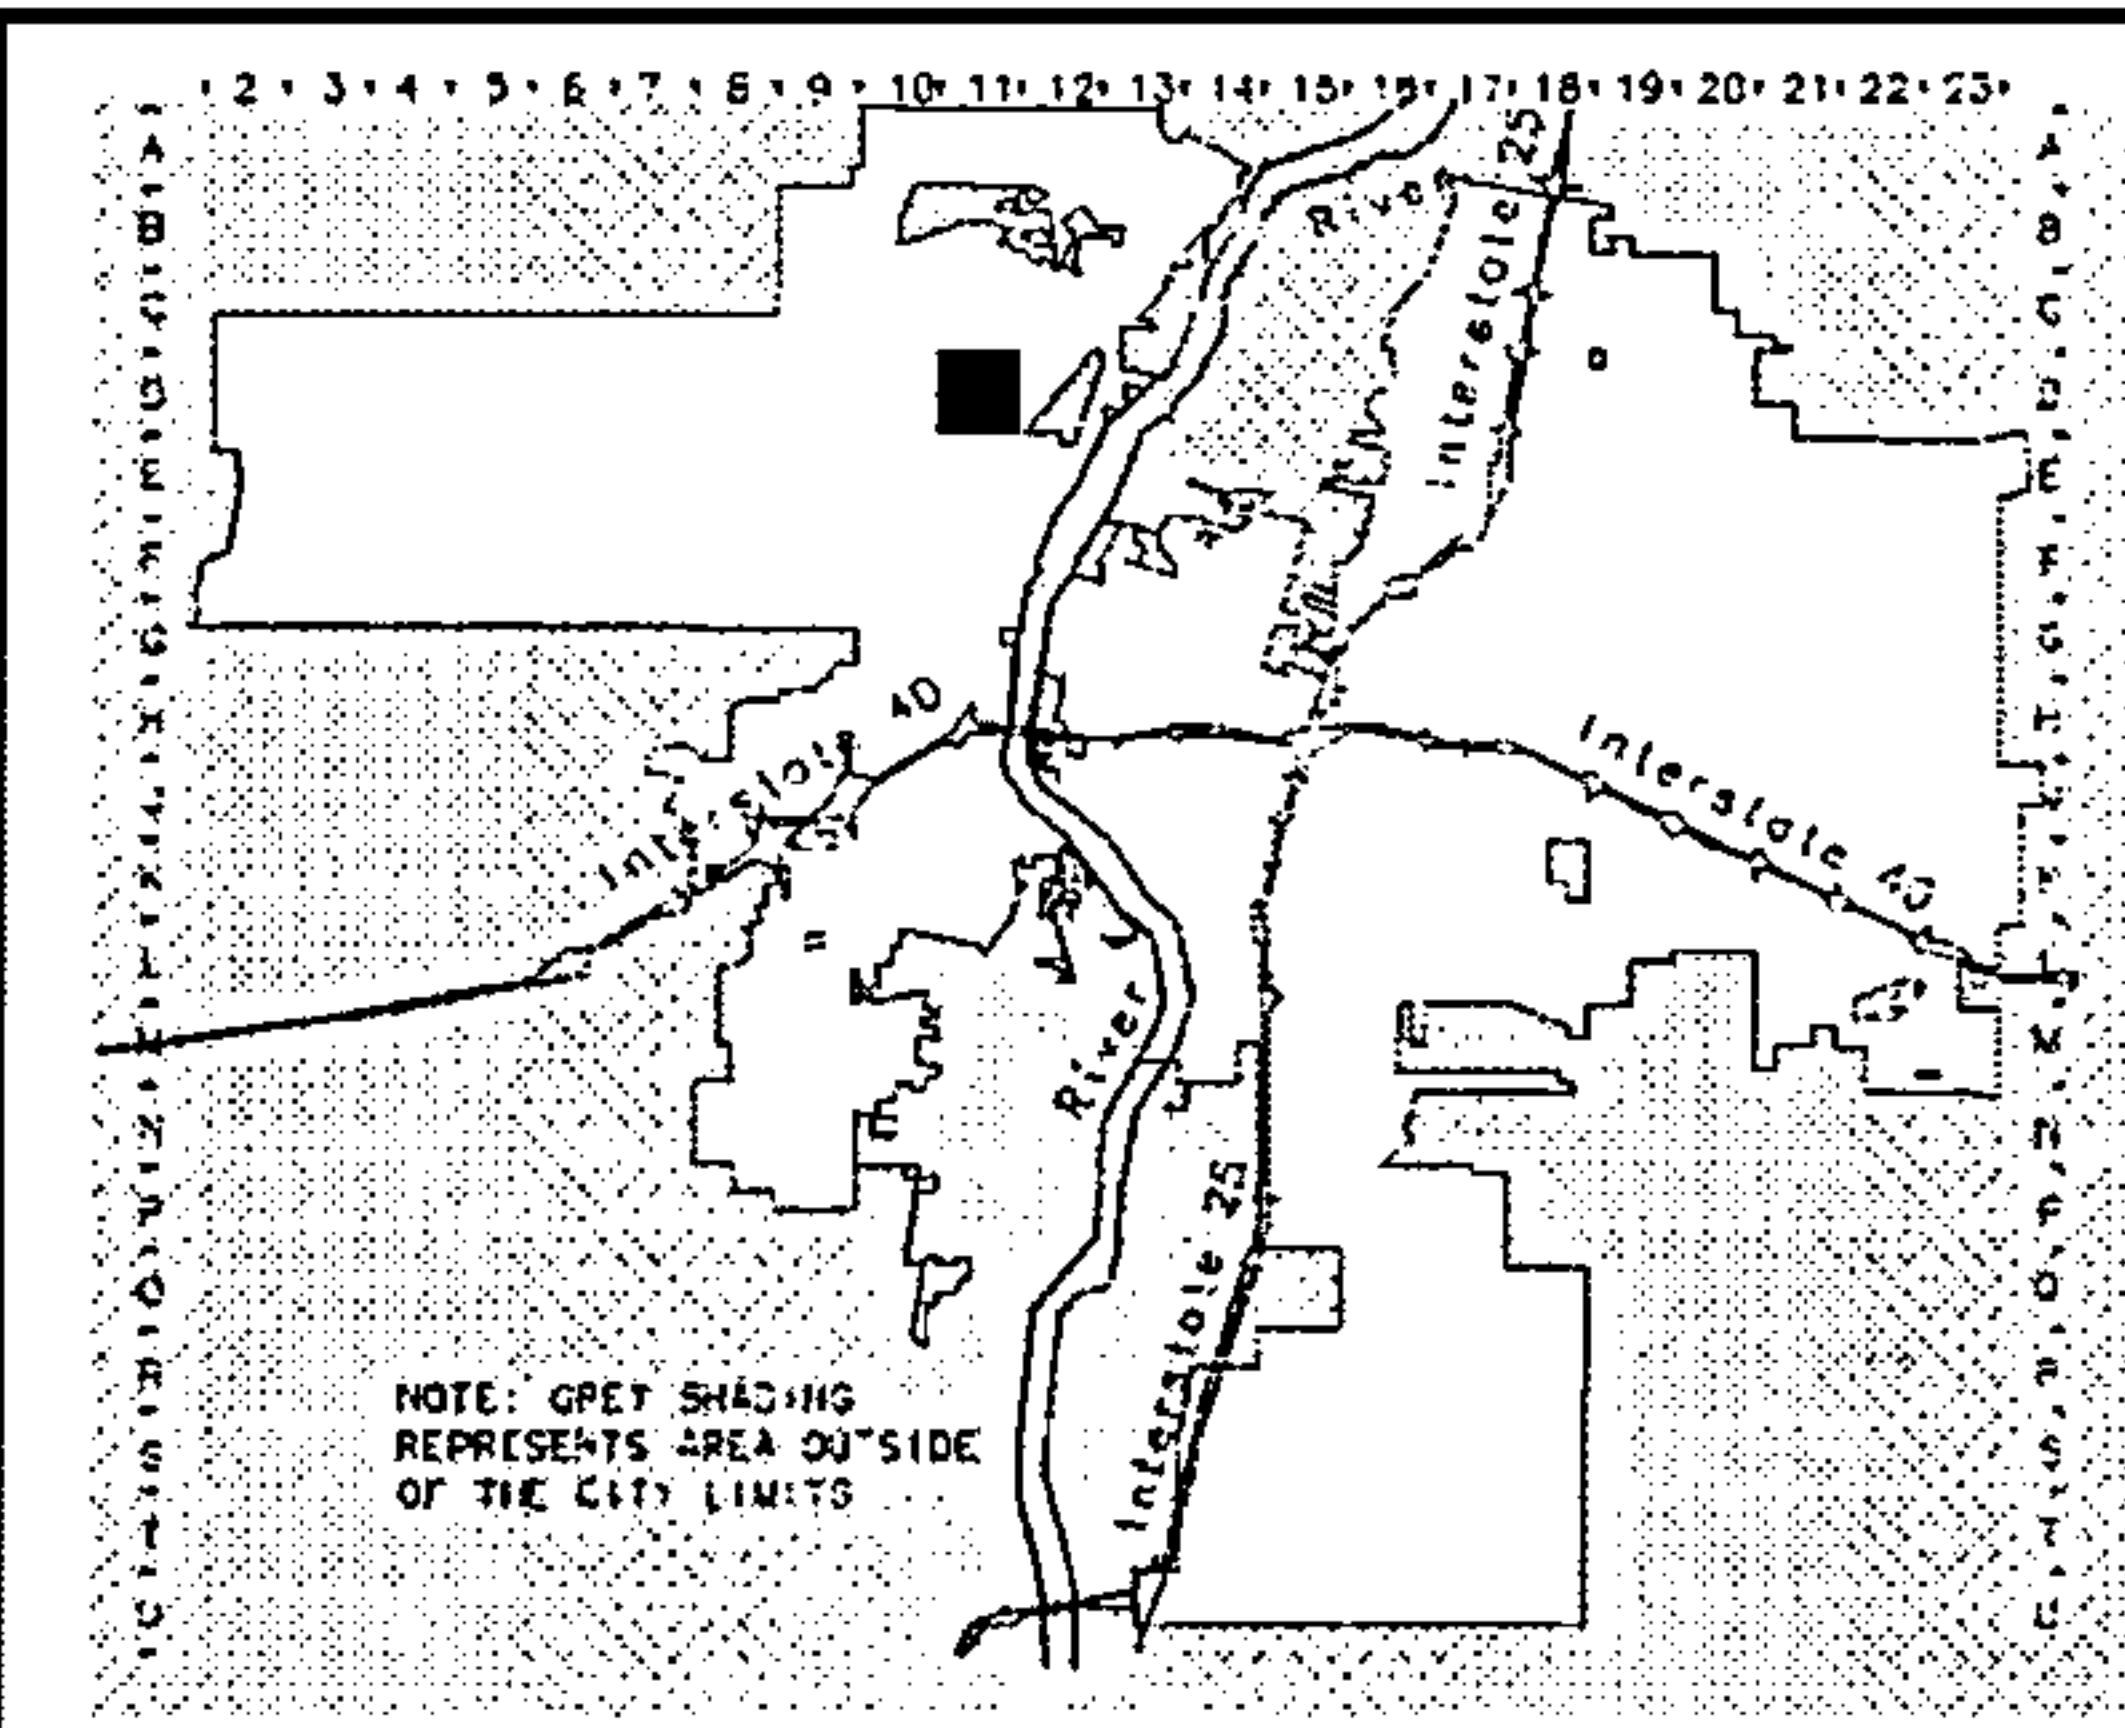 2 3 4 5 6 7 8 9 10 11 12 13 14 15 16 17 18 19 20 21 22 23
A
B
C
D
E
F
G
H
J
K
L
M
N
P
Q
R
S
T
A
B
C
D
E
F
G
H
J
K
L
M
N
P
Q
R
S
T
River
Interstate 25
Interstate 40
Interstate 40
River
Interstate 25
NOTE: GREY SHADING
REPRESENTS AREA OUTSIDE
OF THE CITY LIMITS